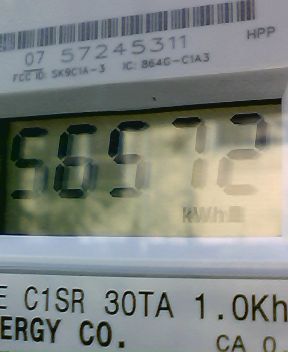 HPP
07 57245311
FCC ID: SK9C1A-3 IC: 864G-C1A3
56572
kWh
E C1SR 30TA 1.0Kh
ERGY CO. CA 0.